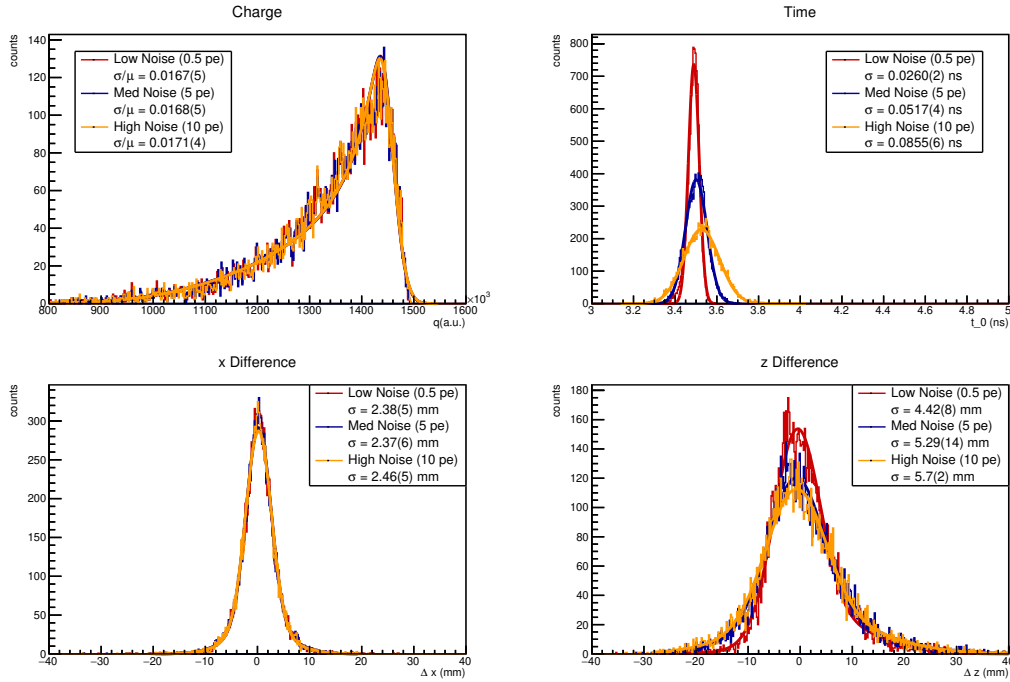 Charge
counts
140
120
100
80
60
40
20
0
800 900 1000 1100 1200 1300 1400 1500 1600
×10³
q(a.u.)
Low Noise (0.5 pe)
σ/μ = 0.0167(5)
Med Noise (5 pe)
σ/μ = 0.0168(5)
High Noise (10 pe)
σ/μ = 0.0171(4)
Time
counts
800
700
600
500
400
300
200
100
0
3 3.2 3.4 3.6 3.8 4 4.2 4.4 4.6 4.8 5
t_0 (ns)
Low Noise (0.5 pe)
σ = 0.0260(2) ns
Med Noise (5 pe)
σ = 0.0517(4) ns
High Noise (10 pe)
σ = 0.0855(6) ns
x Difference
counts
300
250
200
150
100
50
0
−40 −30 −20 −10 0 10 20 30 40
Δ x (mm)
Low Noise (0.5 pe)
σ = 2.38(5) mm
Med Noise (5 pe)
σ = 2.37(6) mm
High Noise (10 pe)
σ = 2.46(5) mm
z Difference
counts
180
160
140
120
100
80
60
40
20
0
−40 −30 −20 −10 0 10 20 30 40
Δ z (mm)
Low Noise (0.5 pe)
σ = 4.42(8) mm
Med Noise (5 pe)
σ = 5.29(14) mm
High Noise (10 pe)
σ = 5.7(2) mm